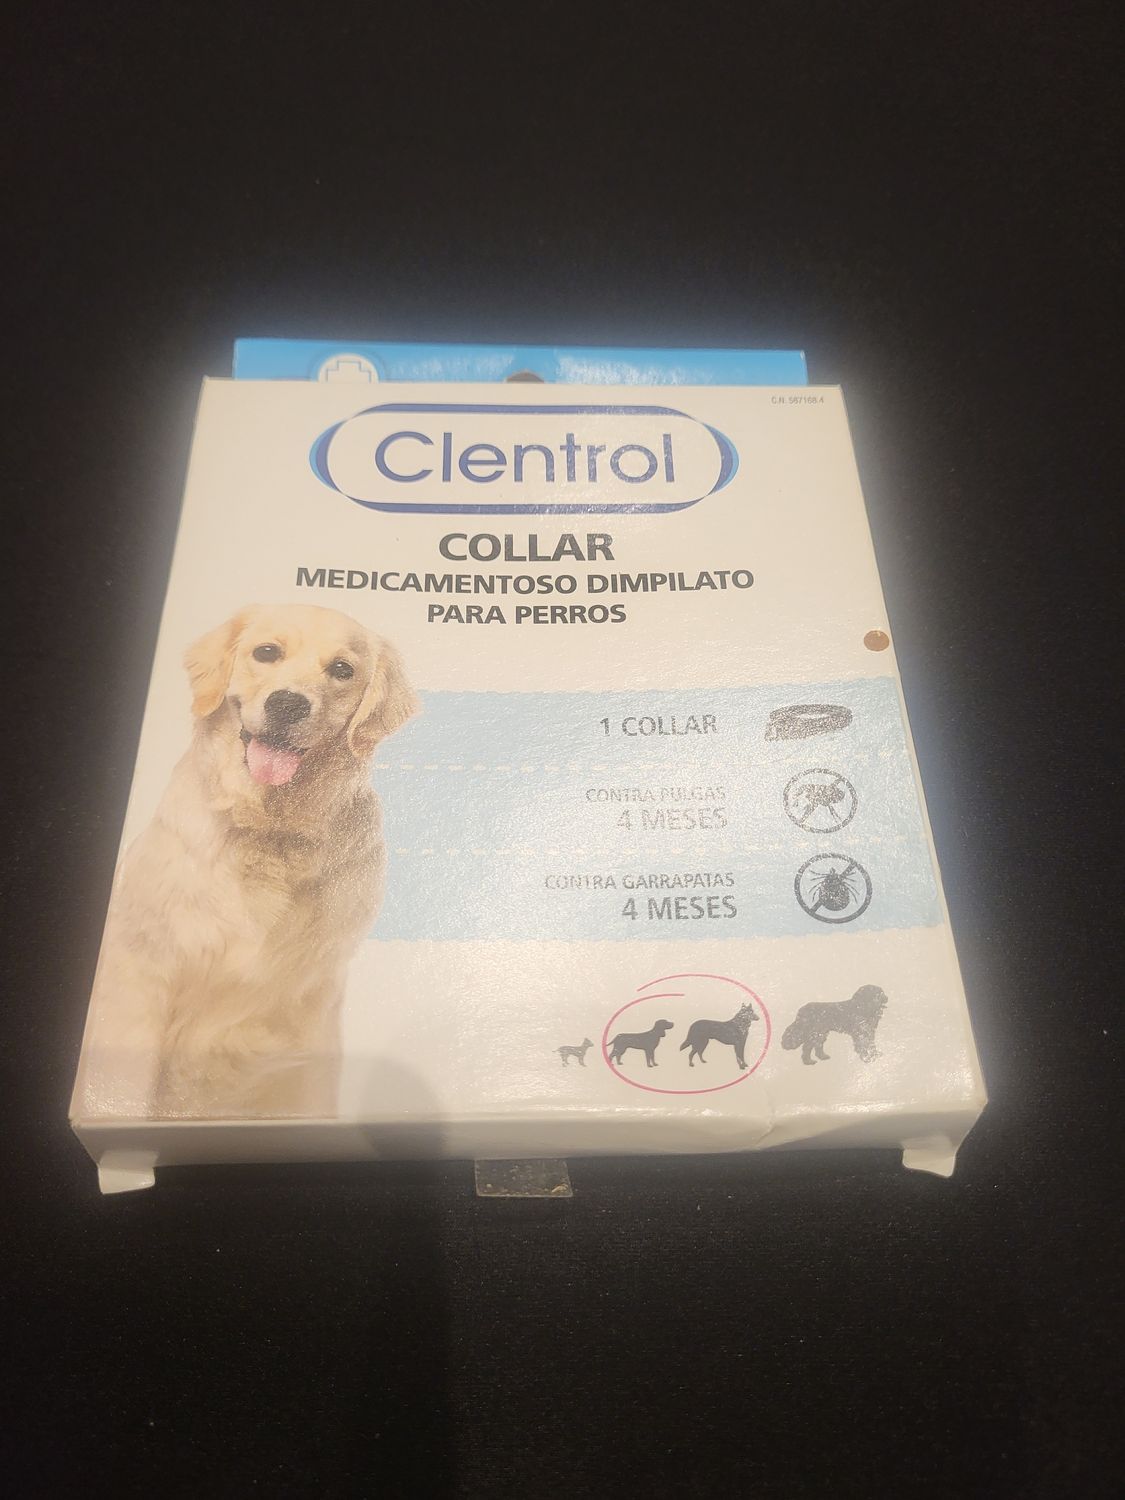 C.N. 587168.4
Clentrol
COLLAR
MEDICAMENTOSO DIMPILATO
PARA PERROS
1 COLLAR
CONTRA PULGAS
4 MESES
CONTRA GARRAPATAS
4 MESES